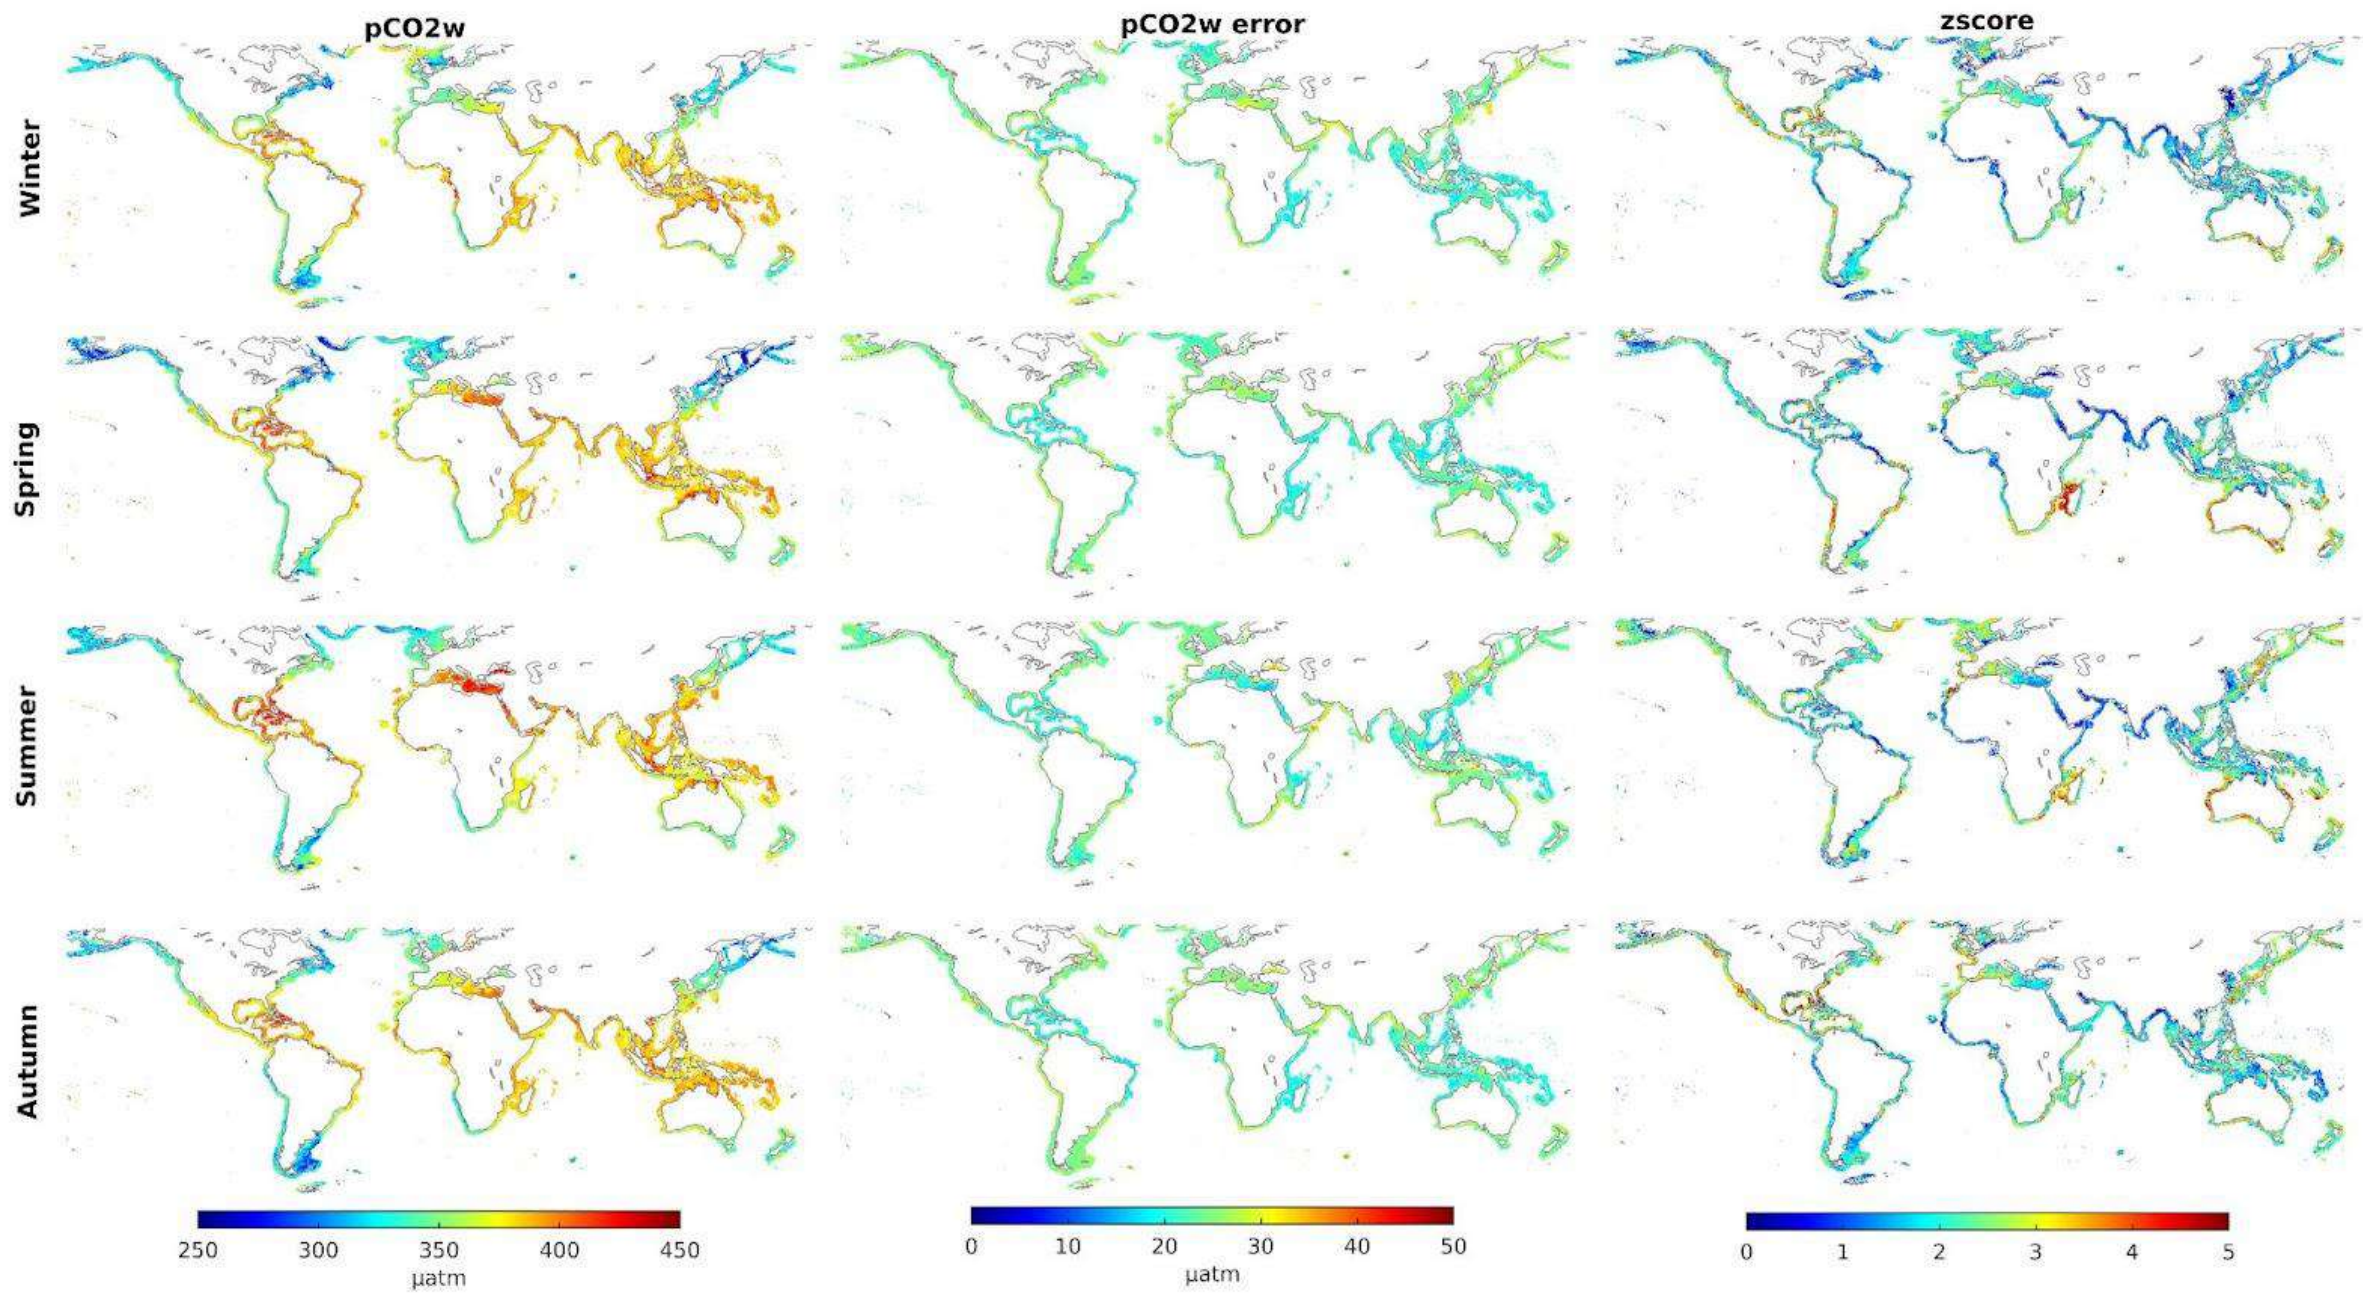 pCO2w pCO2w error zscore
Winter
Spring
Summer
Autumn
250 300 350 400 450 0 10 20 30 40 50 0 1 2 3 4 5
µatm µatm